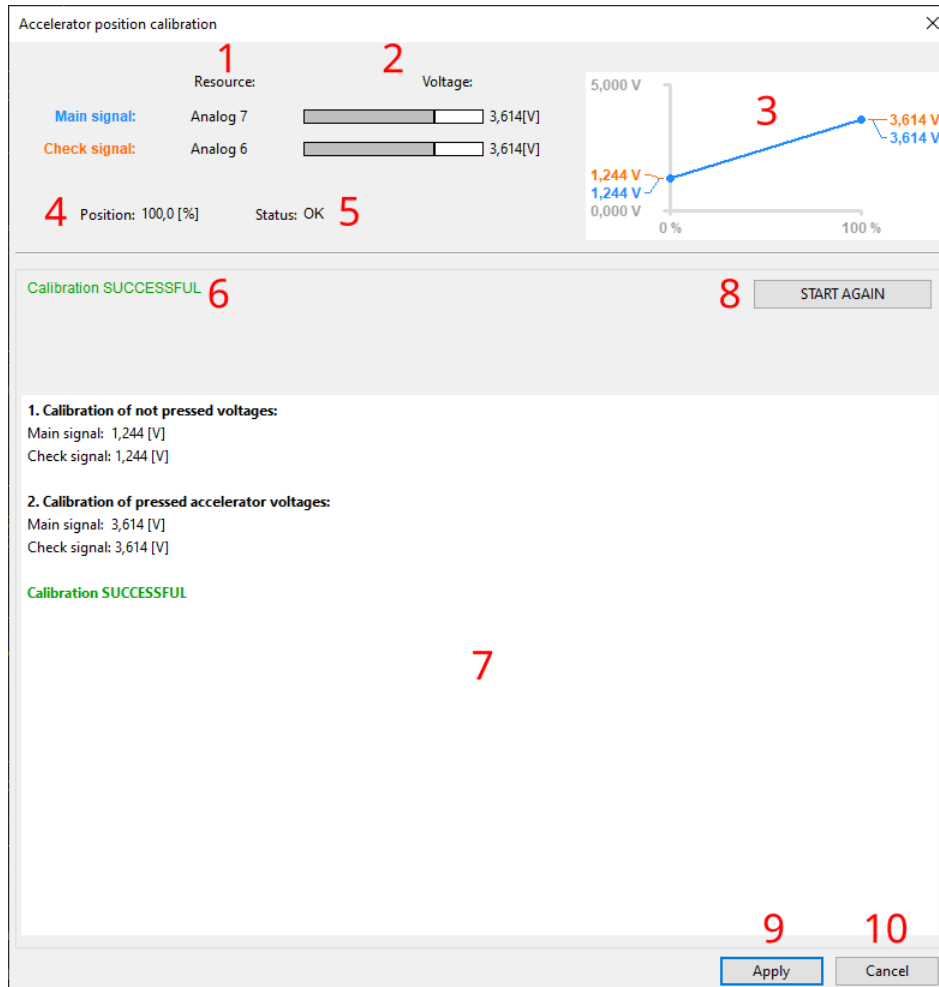 Accelerator position calibration
1 2
Resource: Voltage:
Main signal: Analog 7 3,614[V]
Check signal: Analog 6 3,614[V]
4 Position: 100,0 [%] Status: OK 5
5,000 V
3
3,614 V
3,614 V
1,244 V
1,244 V
0,000 V
0 % 100 %
Calibration SUCCESSFUL 6
8 START AGAIN
1. Calibration of not pressed voltages:
Main signal: 1,244 [V]
Check signal: 1,244 [V]
2. Calibration of pressed accelerator voltages:
Main signal: 3,614 [V]
Check signal: 3,614 [V]
Calibration SUCCESSFUL
7
9 10
Apply Cancel